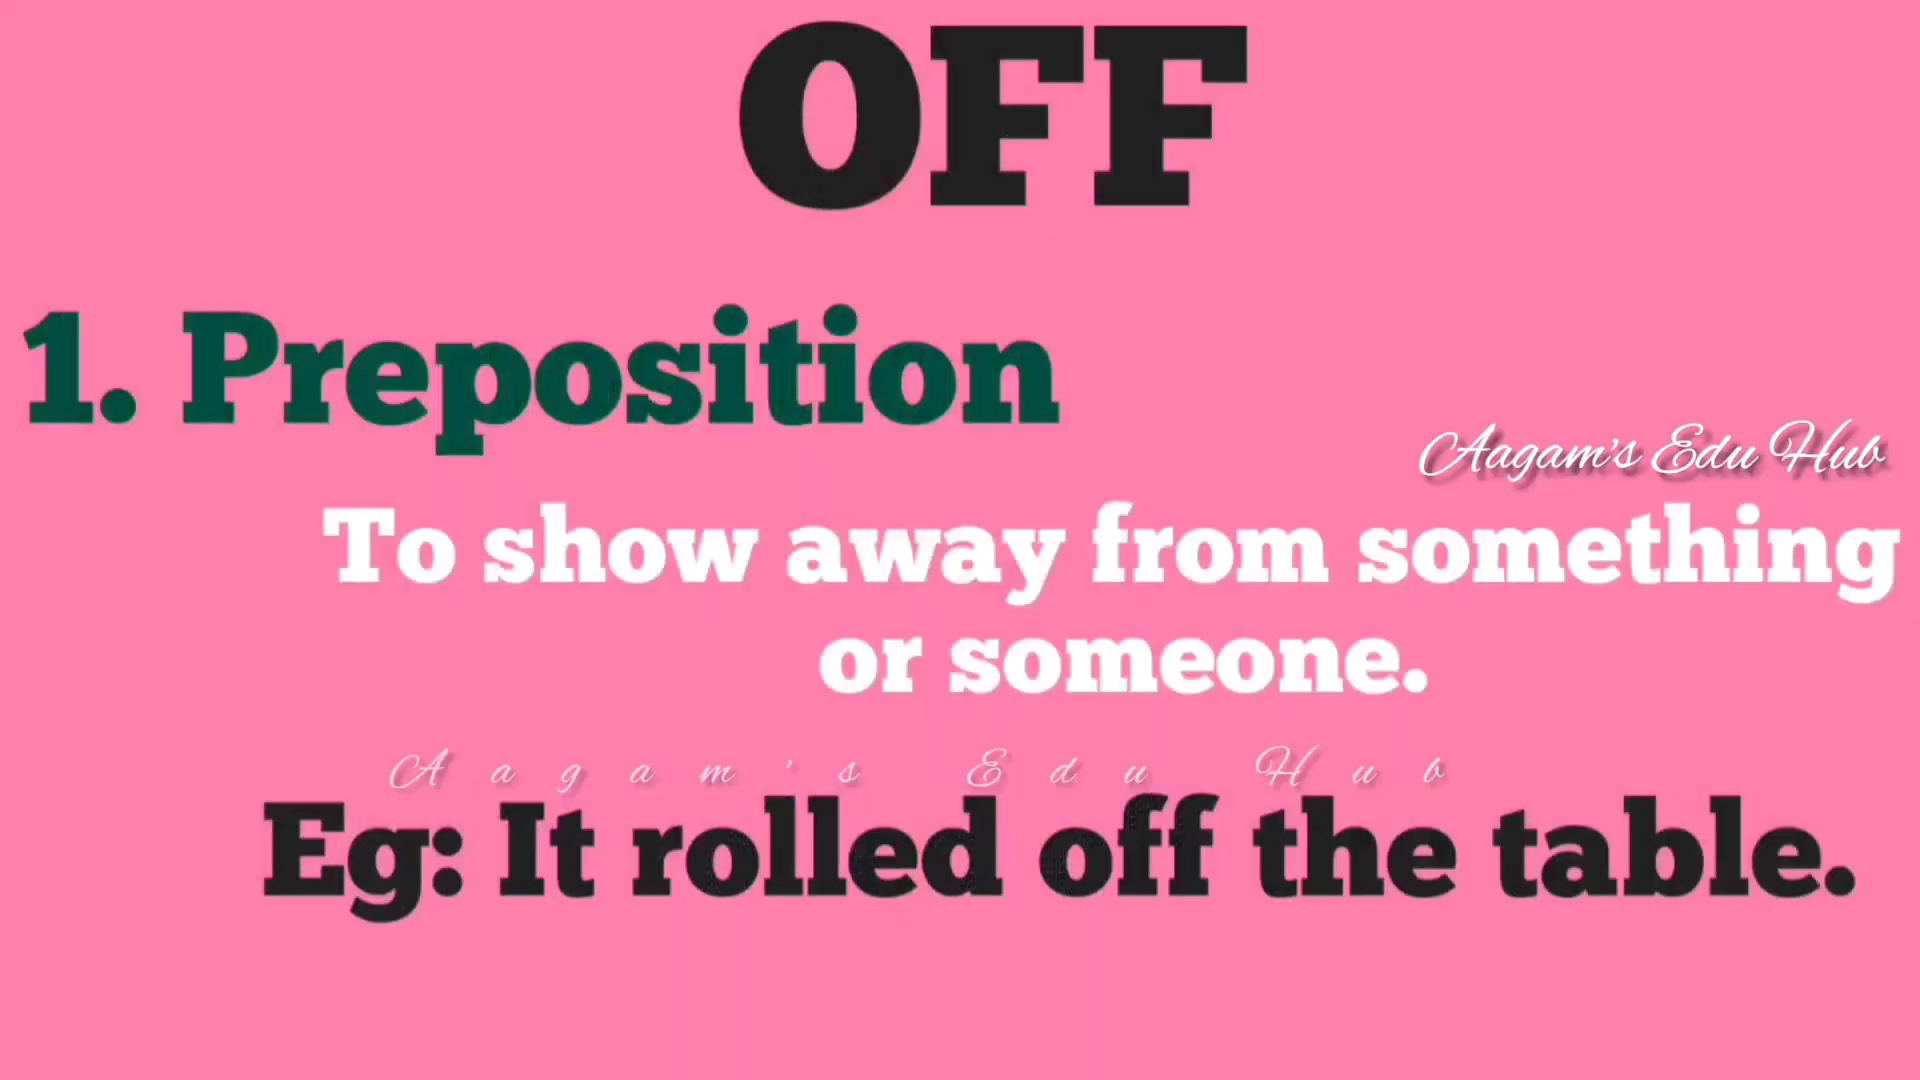 OFF
1. Preposition
Aagam's Edu Hub
To show away from something
or someone.
Aagam's Edu Hub
Eg: It rolled off the table.